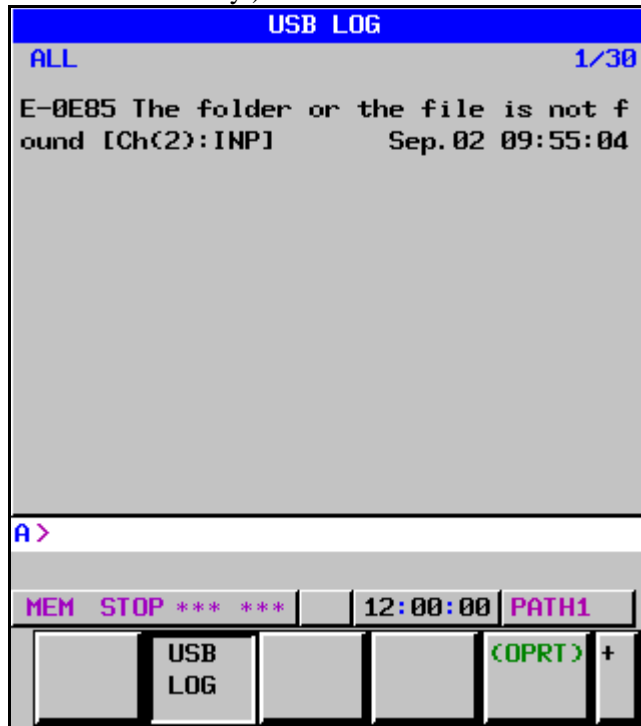 USB LOG
ALL 1/30
E-0E85 The folder or the file is not f
ound [Ch(2):INP] Sep.02 09:55:04
A>
MEM STOP *** *** 12:00:00 PATH1
USB (OPRT) +
LOG